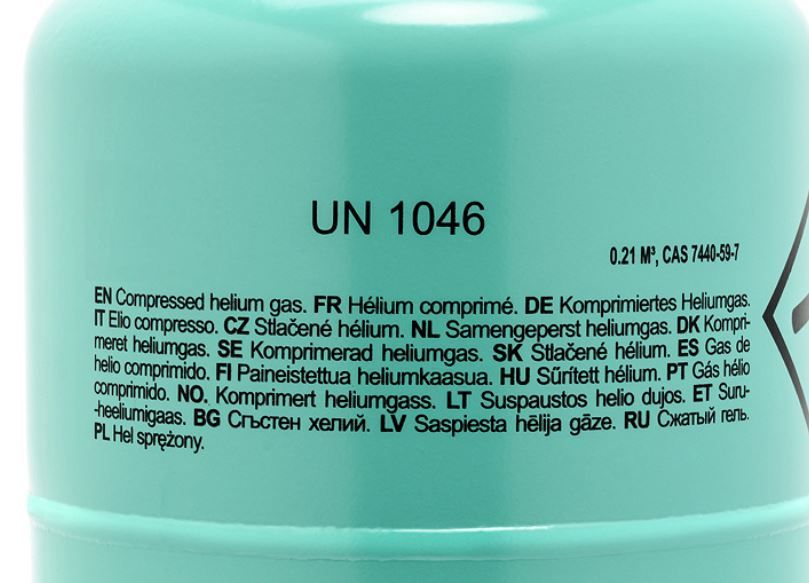 UN 1046
0.21 M³, CAS 7440-59-7
EN Compressed helium gas. FR Hélium comprimé. DE Komprimiertes Heliumgas.
IT Elio compresso. CZ Stlačené hélium. NL Samengeperst heliumgas. DK Kompri-
meret heliumgas. SE Komprimerad heliumgas. SK Stlačené hélium. ES Gas de
helio comprimido. FI Paineistettua heliumkaasua. HU Sűrített hélium. PT Gás hélio
comprimido. NO. Komprimert heliumgass. LT Suspaustos helio dujos. ET Suru-
-heeliumigaas. BG Сгъстен хелий. LV Saspiesta hēlija gāze. RU Сжатый гель.
PL Hel sprężony.